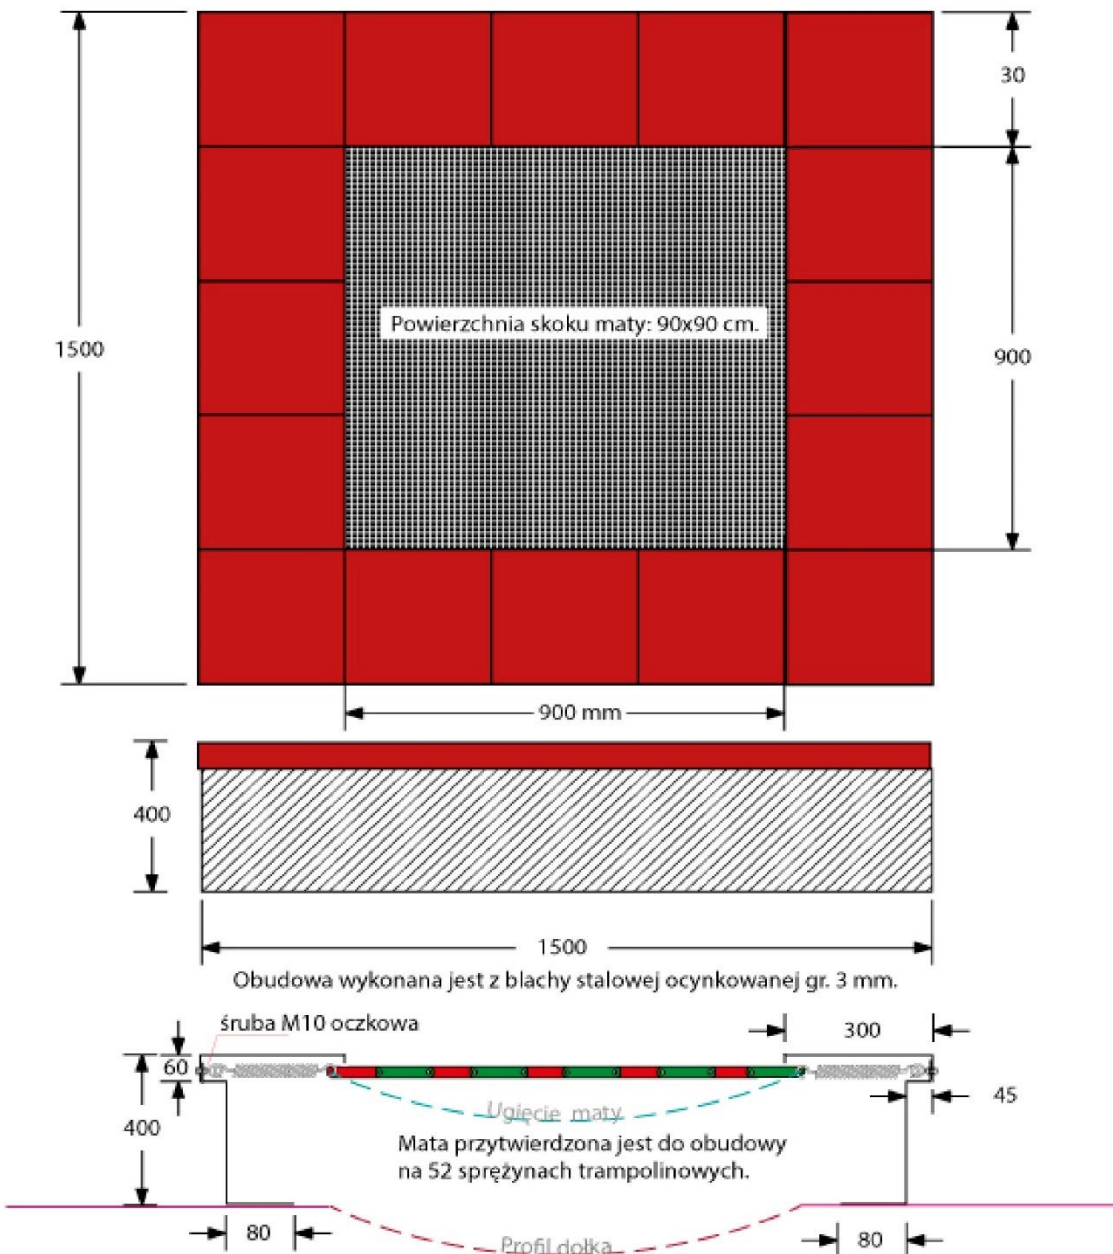 30
1500
Powierzchnia skoku maty: 90x90 cm.
900
900 mm
400
1500
Obudowa wykonana jest z blachy stalowej ocynkowanej gr. 3 mm.
śruba M10 oczkowa
300
60
45
Ugięcie maty
400
Mata przytwierdzona jest do obudowy
na 52 sprężynach trampolinowych.
80
Profil dołka
80